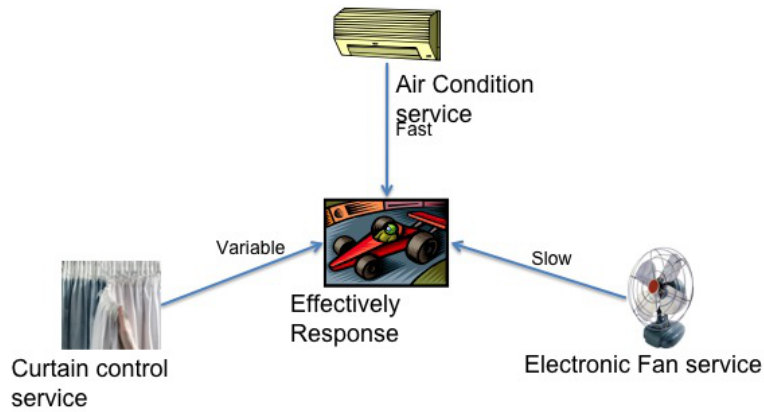 Air Condition
service
Fast
Variable
Slow
Effectively
Response
Electronic Fan service
Curtain control
service